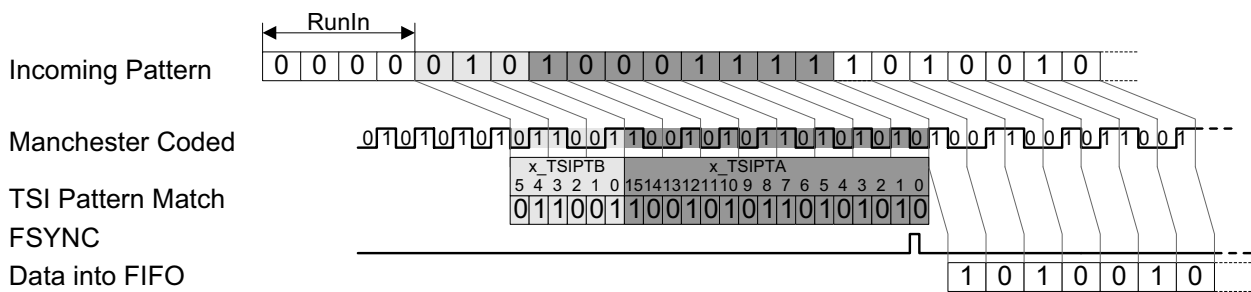 RunIn
Incoming Pattern 0 0 0 0 0 1 0 1 0 0 0 1 1 1 1 1 0 1 0 0 1 0
Manchester Coded 0 1 0 1 0 1 0 1 0 1 1 0 0 1 1 0 0 1 0 1 0 1 1 0 1 0 1 0 1 0 1 0 0 1 1 0 0 1 0 1 1 0 0 1
x_TSIPTB x_TSIPTA
5 4 3 2 1 0 15 14 13 12 11 10 9 8 7 6 5 4 3 2 1 0
TSI Pattern Match 0 1 1 0 0 1 1 0 0 1 0 1 0 1 1 0 1 0 1 0 1 0
FSYNC
Data into FIFO 1 0 1 0 0 1 0